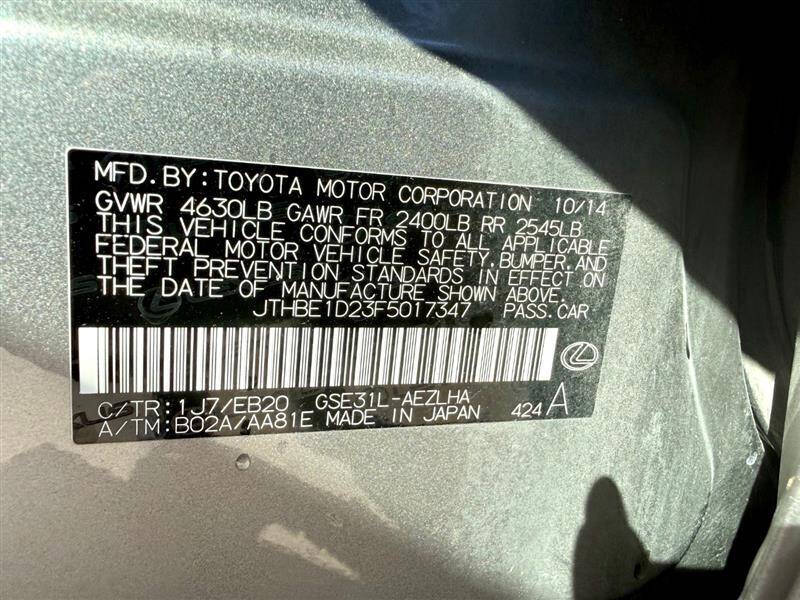 MFD.BY:TOYOTA MOTOR CORPORATION 10/14
GVWR 4630LB GAWR FR 2400LB RR 2545LB
THIS VEHICLE CONFORMS TO ALL APPLICABLE
FEDERAL MOTOR VEHICLE SAFETY,BUMPER,AND
THEFT PREVENTION STANDARDS IN EFFECT ON
THE DATE OF MANUFACTURE SHOWN ABOVE.
JTHBE1D23F5017347 PASS.CAR
C/TR:1J7/EB20 GSE31L-AEZLHA
A/TM:B02A/AA81E MADE IN JAPAN 424 A